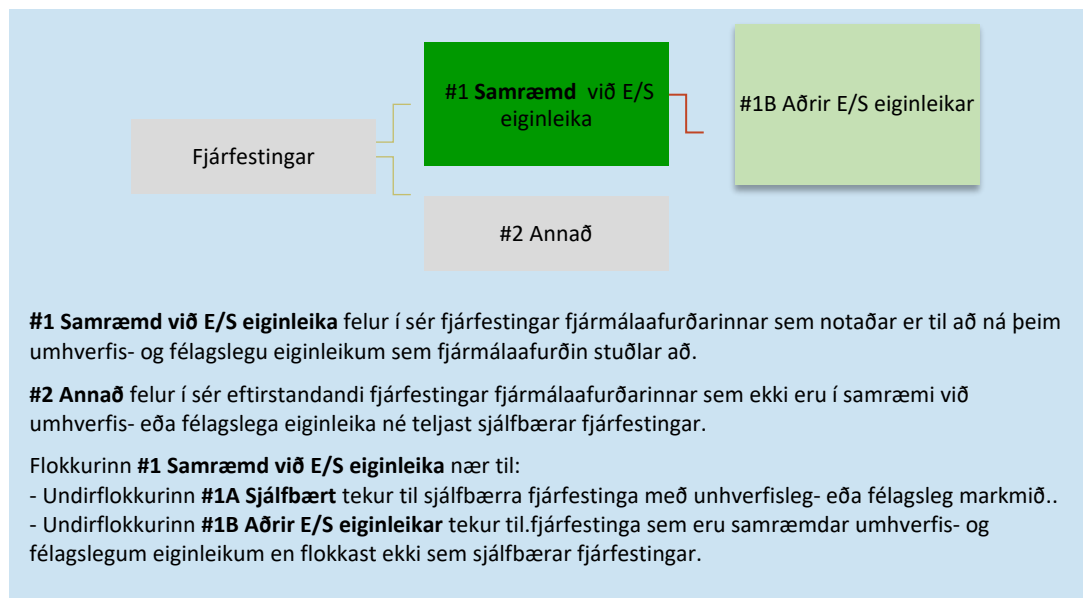 #1 Samræmd við E/S
eiginleika
#1B Aðrir E/S eiginleikar
Fjárfestingar
#2 Annað
#1 Samræmd við E/S eiginleika felur í sér fjárfestingar fjármálaafurðarinnar sem notaðar er til að ná þeim
umhverfis- og félagslegu eiginleikum sem fjármálaafurðin stuðlar að.
#2 Annað felur í sér eftirstandandi fjárfestingar fjármálaafurðarinnar sem ekki eru í samræmi við
umhverfis- eða félagslega eiginleika né teljast sjálfbærar fjárfestingar.
Flokkurinn #1 Samræmd við E/S eiginleika nær til:
- Undirflokkurinn #1A Sjálfbært tekur til sjálfbærra fjárfestinga með unhverfisleg- eða félagsleg markmið..
- Undirflokkurinn #1B Aðrir E/S eiginleikar tekur til.fjárfestinga sem eru samræmdar umhverfis- og
félagslegum eiginleikum en flokkast ekki sem sjálfbærar fjárfestingar.